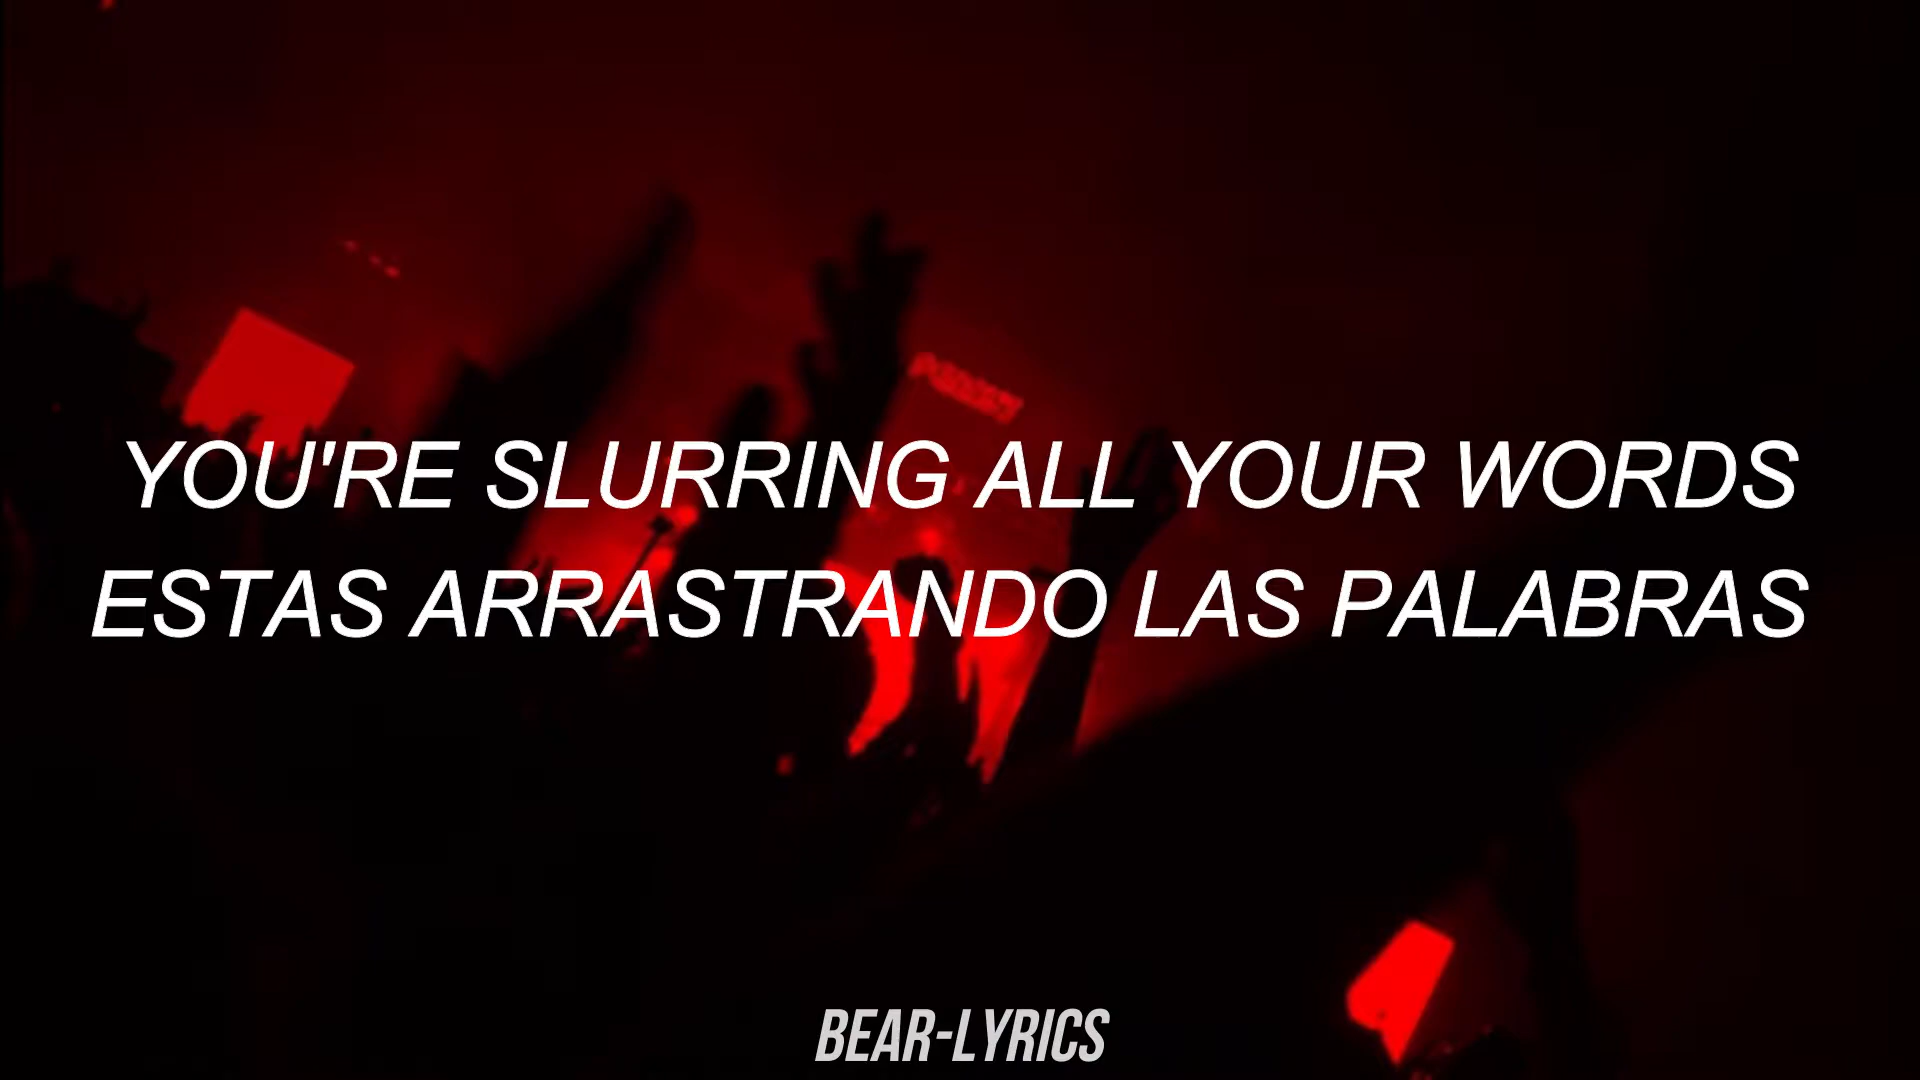 YOU'RE SLURRING ALL YOUR WORDS
ESTAS ARRASTRANDO LAS PALABRAS
BEAR-LYRICS